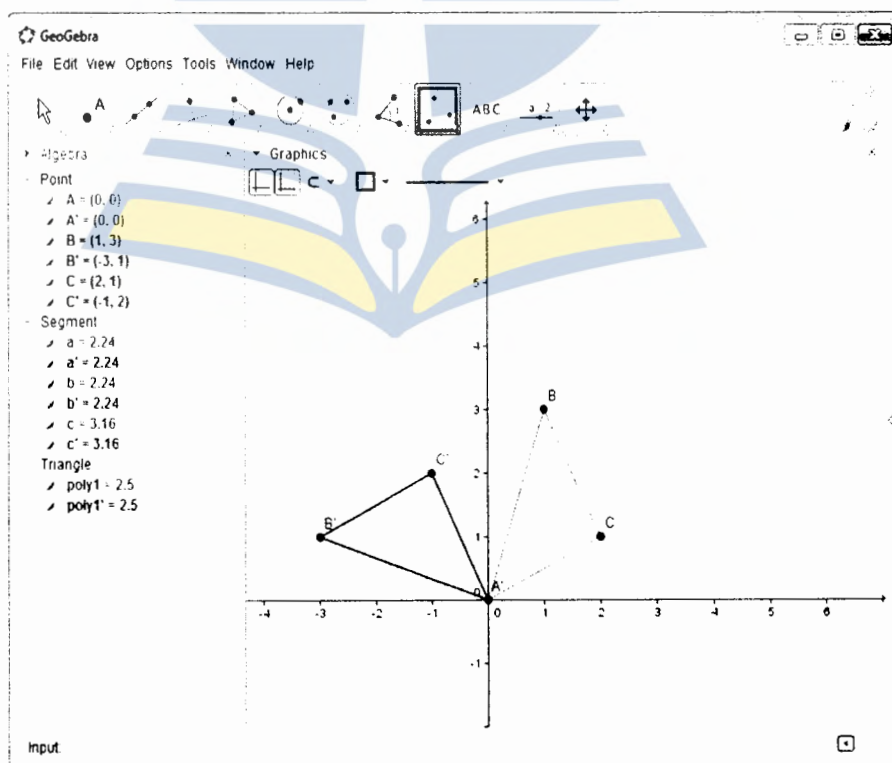 GeoGebra
File Edit View Options Tools Window Help
A
ABC
a = 2
Algebra
Graphics
Point
A = (0, 0)
A' = (0, 0)
B = (1, 3)
B' = (-3, 1)
C = (2, 1)
C' = (-1, 2)
Segment
a = 2.24
a' = 2.24
b = 2.24
b' = 2.24
c = 3.16
c' = 3.16
Triangle
poly1 = 2.5
poly1' = 2.5
6
5
4
B
3
C'
2
B'
1
C
A'
0
-4 -3 -2 -1 0 1 2 3 4 5 6
-1
Input: